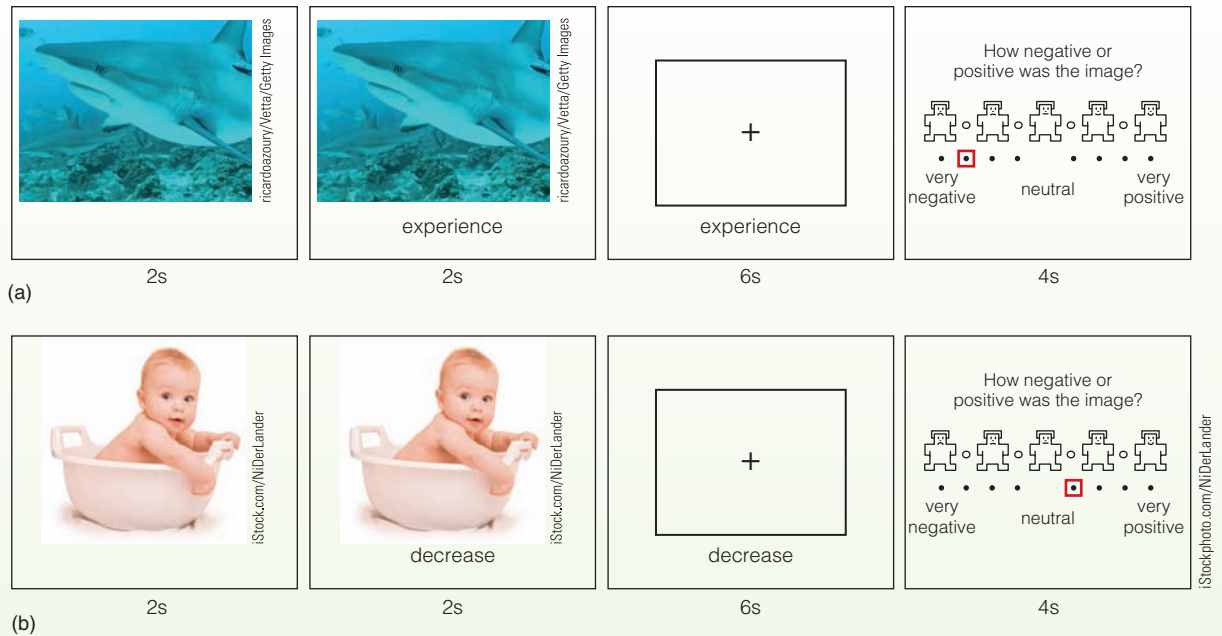 ricardoazoury/Vetta/Getty Images
ricardoazoury/Vetta/Getty Images
experience
+
experience
How negative or
positive was the image?
very
negative
neutral
very
positive
2s
2s
6s
4s
(a)
iStock.com/NiDerLander
iStock.com/NiDerLander
decrease
+
decrease
How negative or
positive was the image?
very
negative
neutral
very
positive
iStockphoto.com/NiDerLander
2s
2s
6s
4s
(b)